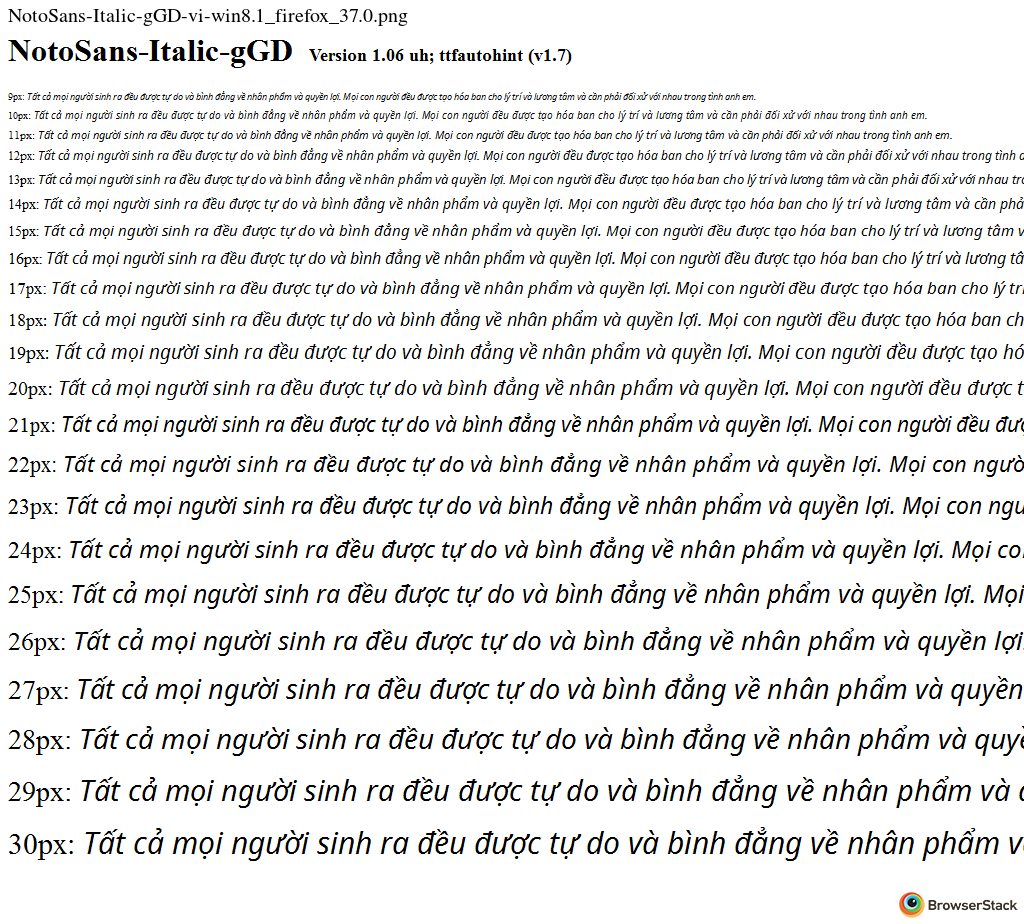 NotoSans-Italic-gGD-vi-win8.1_firefox_37.0.png
NotoSans-Italic-gGD Version 1.06 uh; ttfautohint (v1.7)
9px: Tất cả mọi người sinh ra đều được tự do và bình đẳng về nhân phẩm và quyền lợi. Mọi con người đều được tạo hóa ban cho lý trí và lương tâm và cần phải đối xử với nhau trong tình anh em.
10px: Tất cả mọi người sinh ra đều được tự do và bình đẳng về nhân phẩm và quyền lợi. Mọi con người đều được tạo hóa ban cho lý trí và lương tâm và cần phải đối xử với nhau trong tình anh em.
11px: Tất cả mọi người sinh ra đều được tự do và bình đẳng về nhân phẩm và quyền lợi. Mọi con người đều được tạo hóa ban cho lý trí và lương tâm và cần phải đối xử với nhau trong tình anh em.
12px: Tất cả mọi người sinh ra đều được tự do và bình đẳng về nhân phẩm và quyền lợi. Mọi con người đều được tạo hóa ban cho lý trí và lương tâm và cần phải đối xử với nhau trong tình
13px: Tất cả mọi người sinh ra đều được tự do và bình đẳng về nhân phẩm và quyền lợi. Mọi con người đều được tạo hóa ban cho lý trí và lương tâm và cần phải đối xử với nhau
14px: Tất cả mọi người sinh ra đều được tự do và bình đẳng về nhân phẩm và quyền lợi. Mọi con người đều được tạo hóa ban cho lý trí và lương tâm và cần
15px: Tất cả mọi người sinh ra đều được tự do và bình đẳng về nhân phẩm và quyền lợi. Mọi con người đều được tạo hóa ban cho lý trí và lương tâm
16px: Tất cả mọi người sinh ra đều được tự do và bình đẳng về nhân phẩm và quyền lợi. Mọi con người đều được tạo hóa ban cho lý trí và lương
17px: Tất cả mọi người sinh ra đều được tự do và bình đẳng về nhân phẩm và quyền lợi. Mọi con người đều được tạo hóa ban cho lý
18px: Tất cả mọi người sinh ra đều được tự do và bình đẳng về nhân phẩm và quyền lợi. Mọi con người đều được tạo hóa ban
19px: Tất cả mọi người sinh ra đều được tự do và bình đẳng về nhân phẩm và quyền lợi. Mọi con người đều được tạo hó
20px: Tất cả mọi người sinh ra đều được tự do và bình đẳng về nhân phẩm và quyền lợi. Mọi con người đều được
21px: Tất cả mọi người sinh ra đều được tự do và bình đẳng về nhân phẩm và quyền lợi. Mọi con người đều
22px: Tất cả mọi người sinh ra đều được tự do và bình đẳng về nhân phẩm và quyền lợi. Mọi con ngườ
23px: Tất cả mọi người sinh ra đều được tự do và bình đẳng về nhân phẩm và quyền lợi. Mọi con
24px: Tất cả mọi người sinh ra đều được tự do và bình đẳng về nhân phẩm và quyền lợi. Mọi co
25px: Tất cả mọi người sinh ra đều được tự do và bình đẳng về nhân phẩm và quyền lợi. Mọi
26px: Tất cả mọi người sinh ra đều được tự do và bình đẳng về nhân phẩm và quyền lợi.
27px: Tất cả mọi người sinh ra đều được tự do và bình đẳng về nhân phẩm và quyền
28px: Tất cả mọi người sinh ra đều được tự do và bình đẳng về nhân phẩm và quyề
29px: Tất cả mọi người sinh ra đều được tự do và bình đẳng về nhân phẩm và
30px: Tất cả mọi người sinh ra đều được tự do và bình đẳng về nhân phẩm
BrowserStack